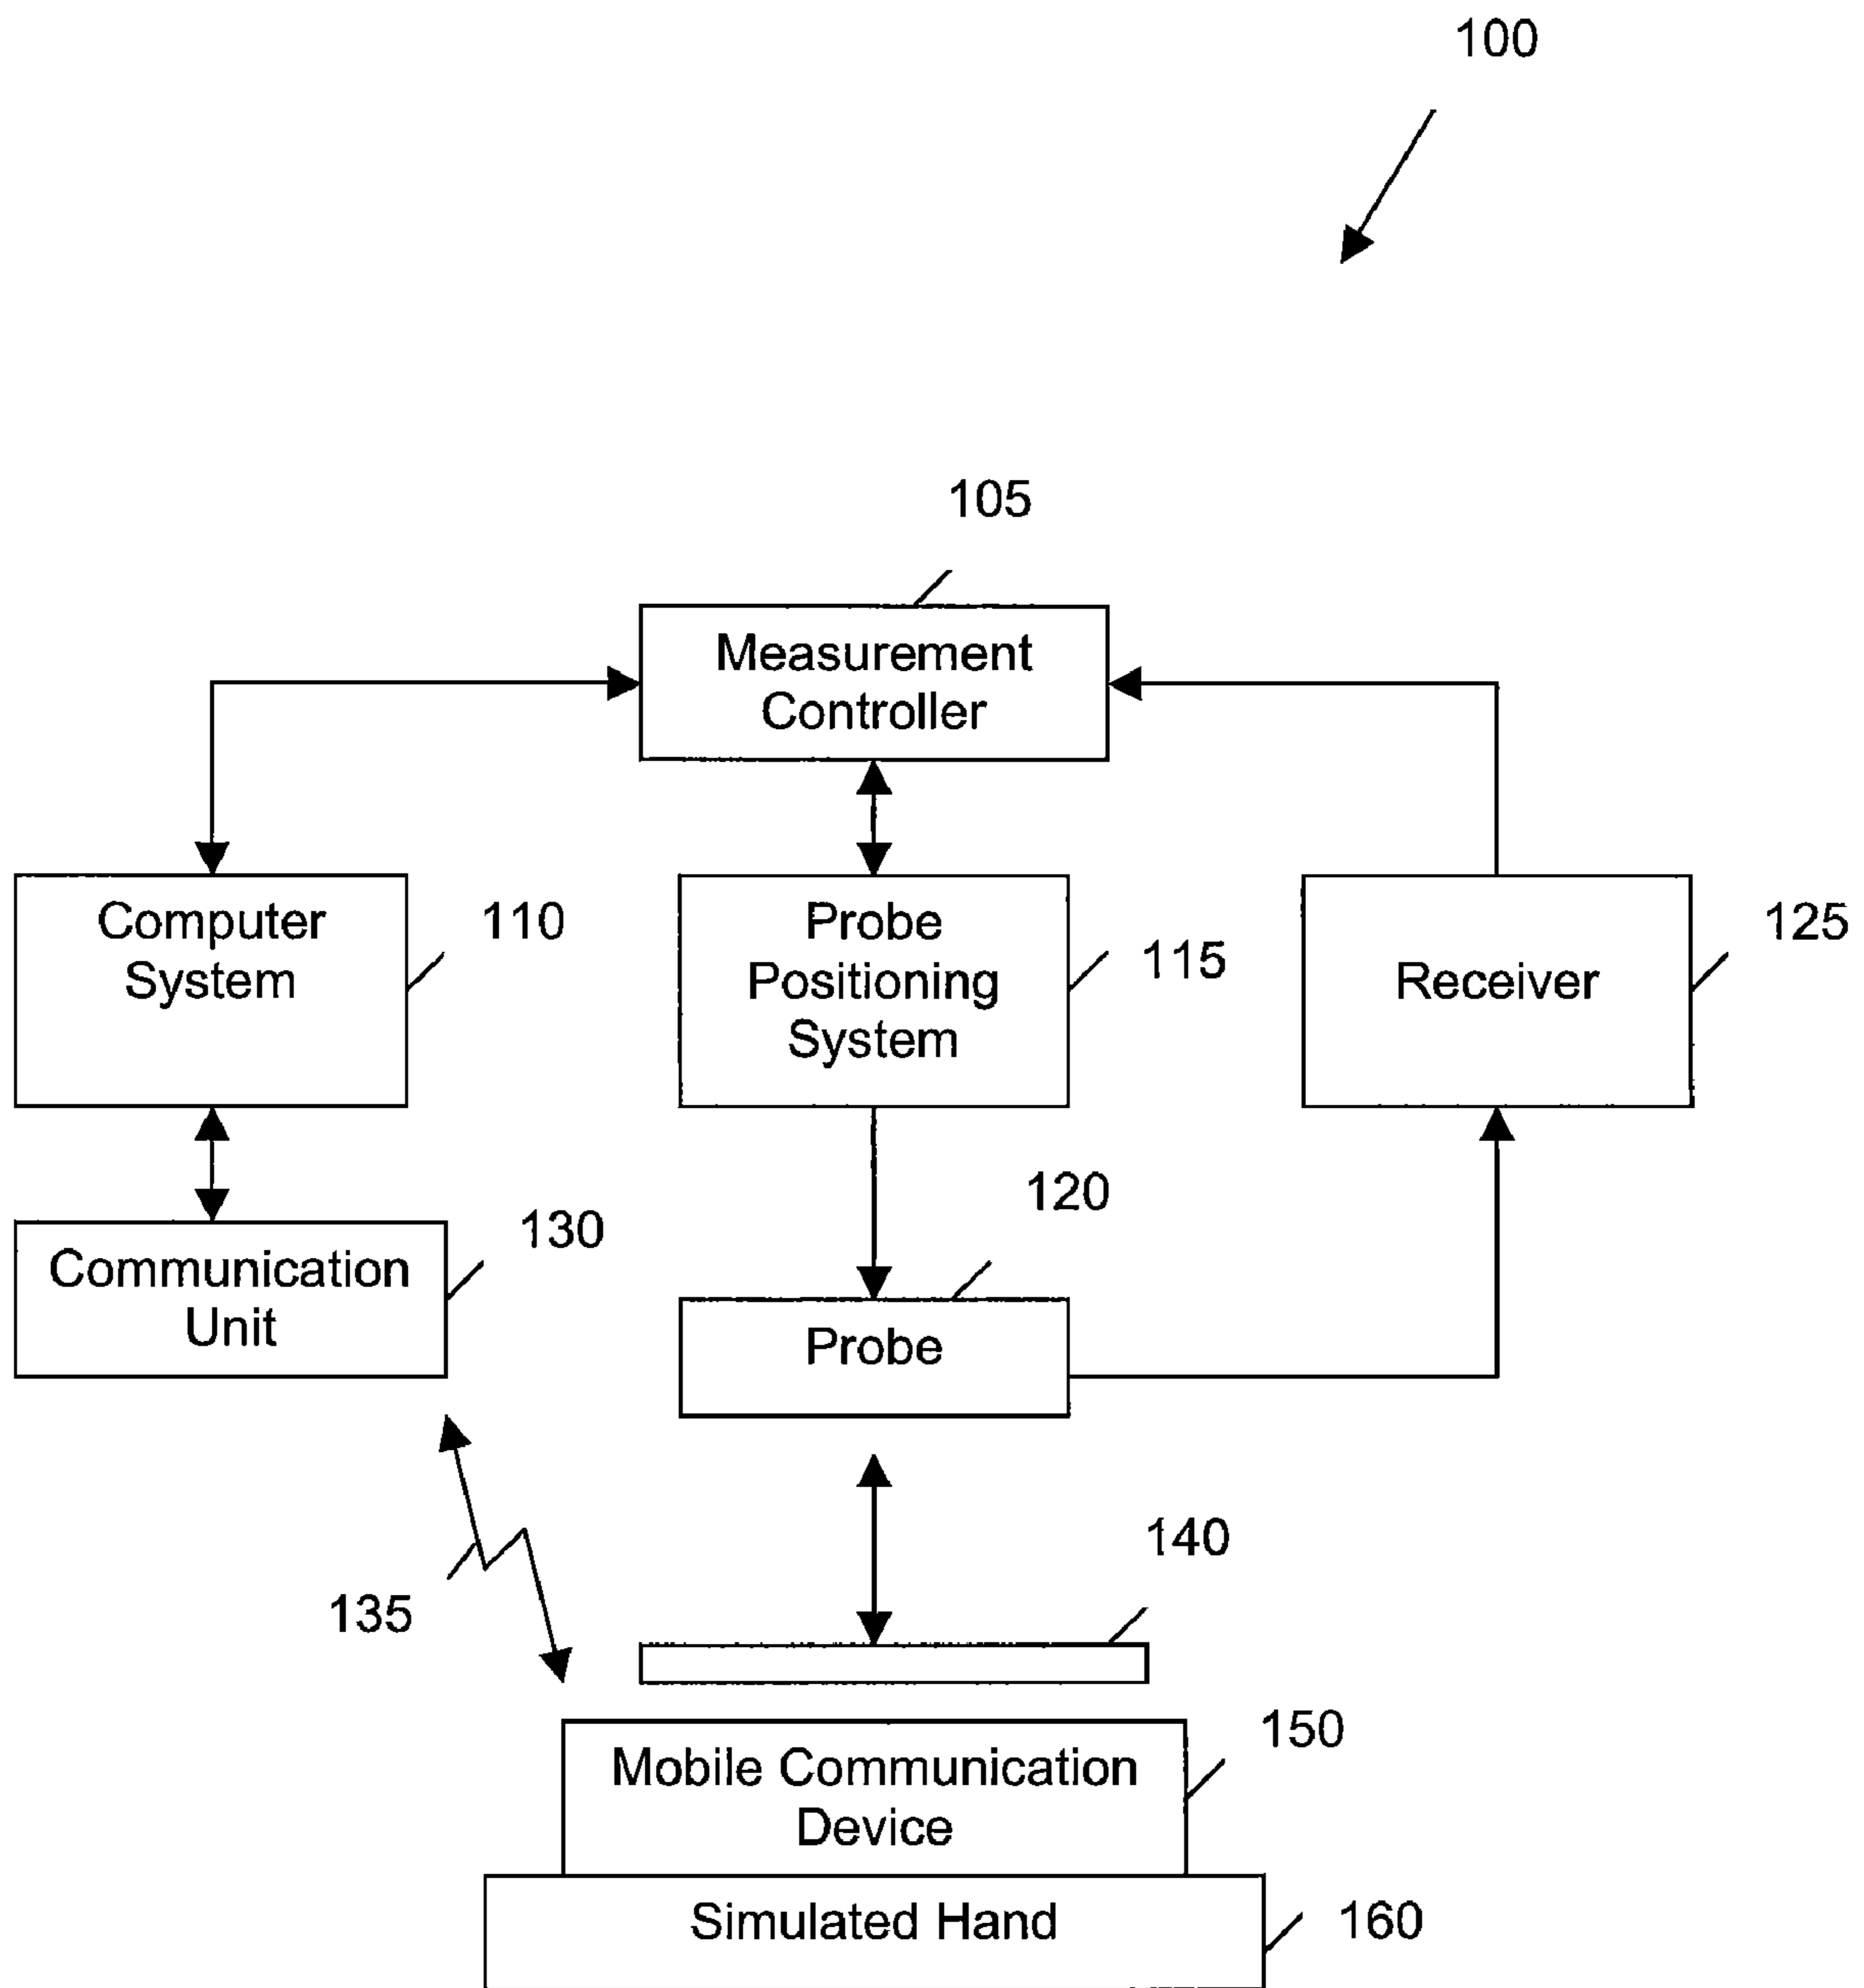 100
105
Measurement
Controller
Computer
System
110
Probe
Positioning
System
115
Receiver
125
120
130
Communication
Unit
Probe
140
135
150
Mobile Communication
Device
Simulated Hand
160